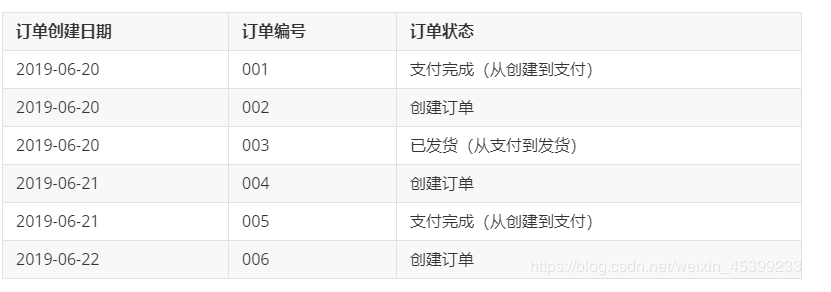 订单创建日期 订单编号 订单状态
2019-06-20 001 支付完成（从创建到支付）
2019-06-20 002 创建订单
2019-06-20 003 已发货（从支付到发货）
2019-06-21 004 创建订单
2019-06-21 005 支付完成（从创建到支付）
2019-06-22 006 创建订单
https://blog.csdn.net/weixin_45399233